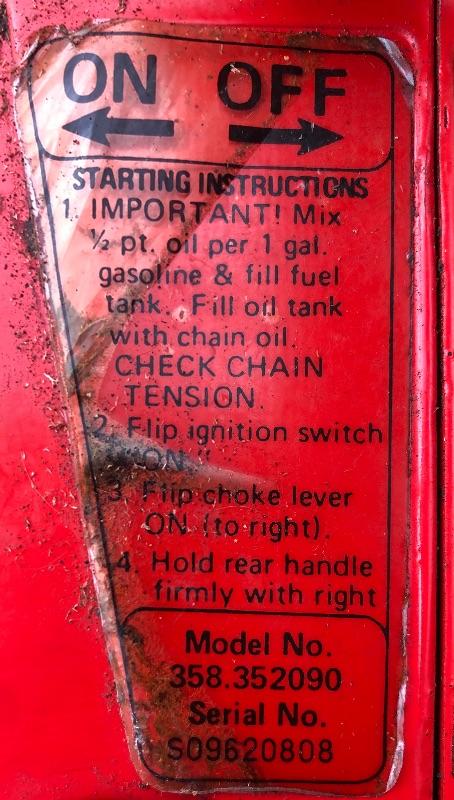 ON OFF
STARTING INSTRUCTIONS
1. IMPORTANT! Mix
½ pt. oil per 1 gal.
gasoline & fill fuel
tank. Fill oil tank
with chain oil.
CHECK CHAIN
TENSION.
2. Flip ignition switch
"ON."
3. Flip choke lever
ON (to right).
4. Hold rear handle
firmly with right
Model No.
358.352090
Serial No.
S09620808